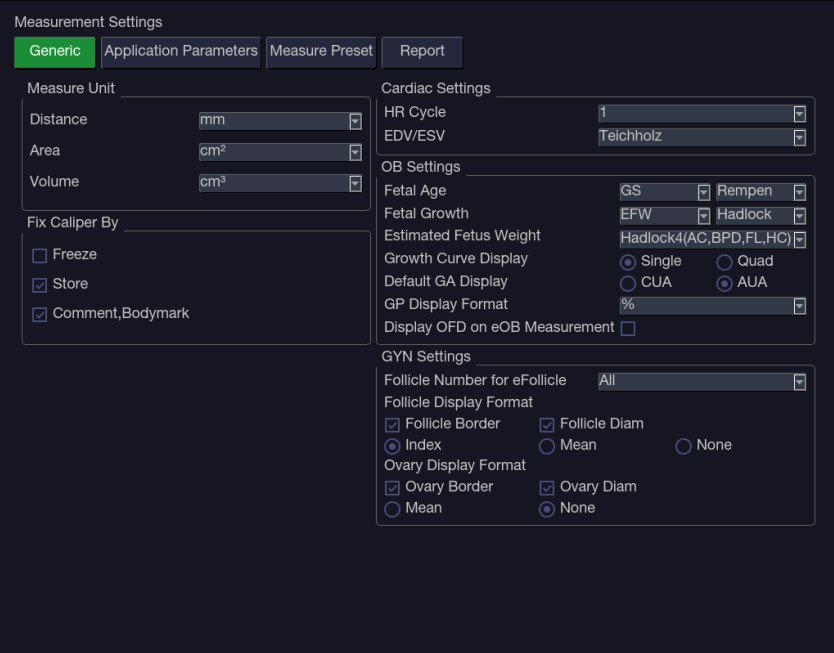 Measurement Settings
Generic Application Parameters Measure Preset Report
Measure Unit
Distance mm
Area cm²
Volume cm³
Fix Caliper By
Freeze
Store
Comment,Bodymark
Cardiac Settings
HR Cycle 1
EDV/ESV Teichholz
OB Settings
Fetal Age GS Rempen
Fetal Growth EFW Hadlock
Estimated Fetus Weight Hadlock4(AC,BPD,FL,HC)
Growth Curve Display Single Quad
Default GA Display CUA AUA
GP Display Format %
Display OFD on eOB Measurement
GYN Settings
Follicle Number for eFollicle All
Follicle Display Format
Follicle Border Follicle Diam
Index Mean None
Ovary Display Format
Ovary Border Ovary Diam
Mean None